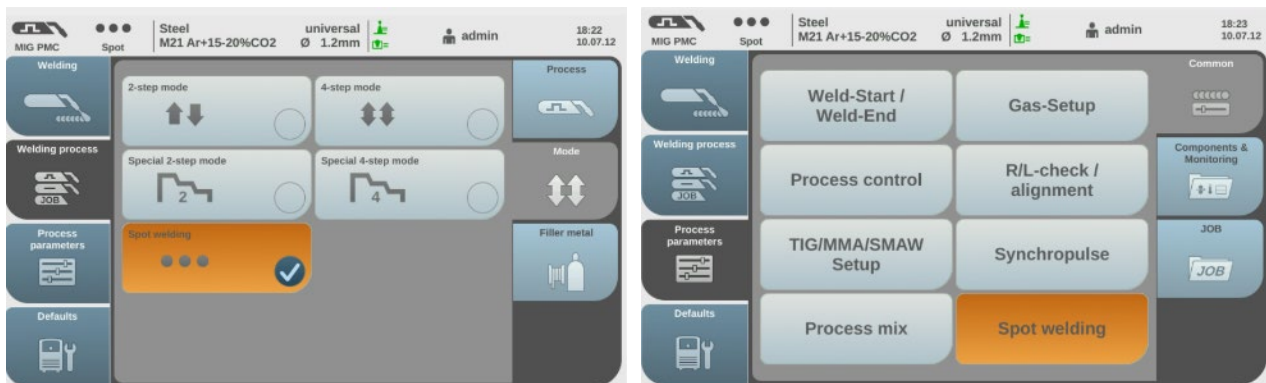 MIG PMC
Spot
Steel
M21 Ar+15-20%CO2
universal
Ø 1.2mm
admin
18:22
10.07.12
Welding
Welding process
JOB
Process
parameters
Defaults
2-step mode
4-step mode
Special 2-step mode
2
Special 4-step mode
4
Spot welding
Process
Mode
Filler metal
MIG PMC
Spot
Steel
M21 Ar+15-20%CO2
universal
Ø 1.2mm
admin
18:23
10.07.12
Welding
Welding process
JOB
Process
parameters
Defaults
Weld-Start /
Weld-End
Gas-Setup
Process control
R/L-check /
alignment
TIG/MMA/SMAW
Setup
Synchropulse
Process mix
Spot welding
Common
Components &
Monitoring
JOB
JOB